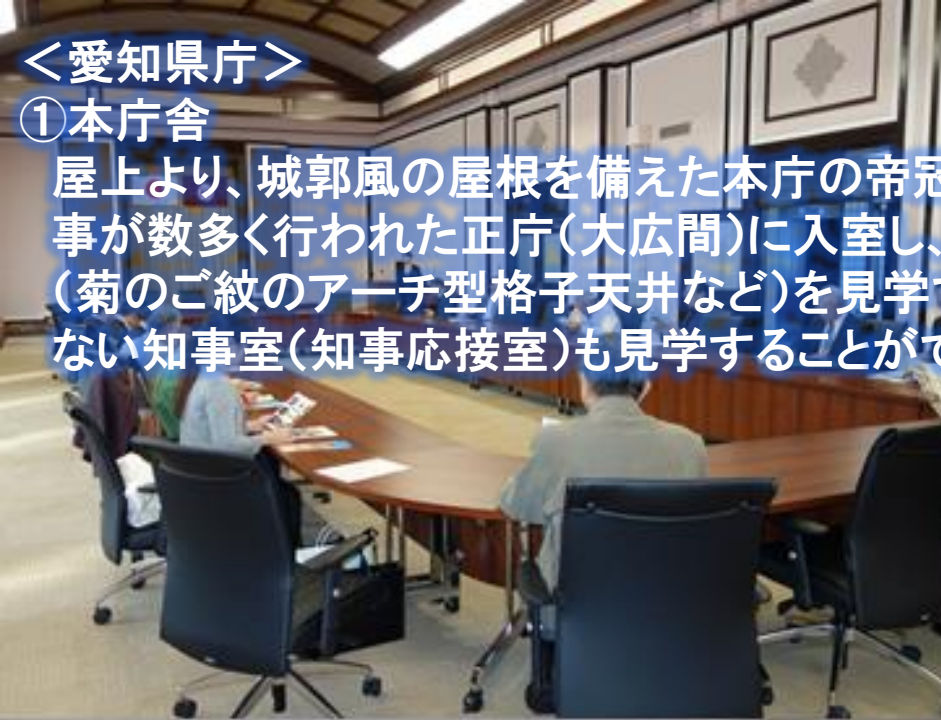 ＜愛知県庁＞
①本庁舎
屋上より、城郭風の屋根を備えた本庁の帝冠
事が数多く行われた正庁（大広間）に入室し、
（菊のご紋のアーチ型格子天井など）を見学
ない知事室（知事応接室）も見学することが